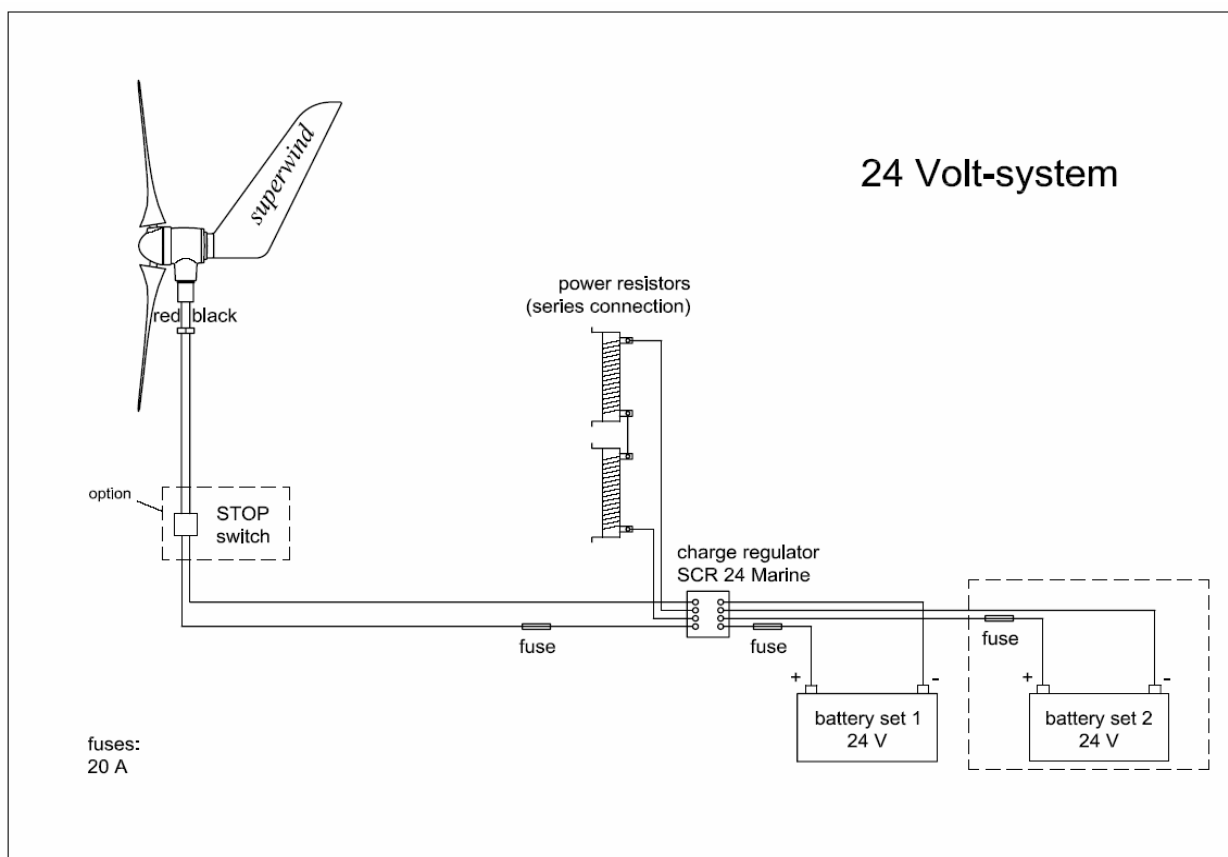 superwind
24 Volt-system
power resistors
(series connection)
red black
option
STOP
switch
charge regulator
SCR 24 Marine
fuse
fuse
fuse
+
-
+
-
battery set 1
24 V
battery set 2
24 V
fuses:
20 A